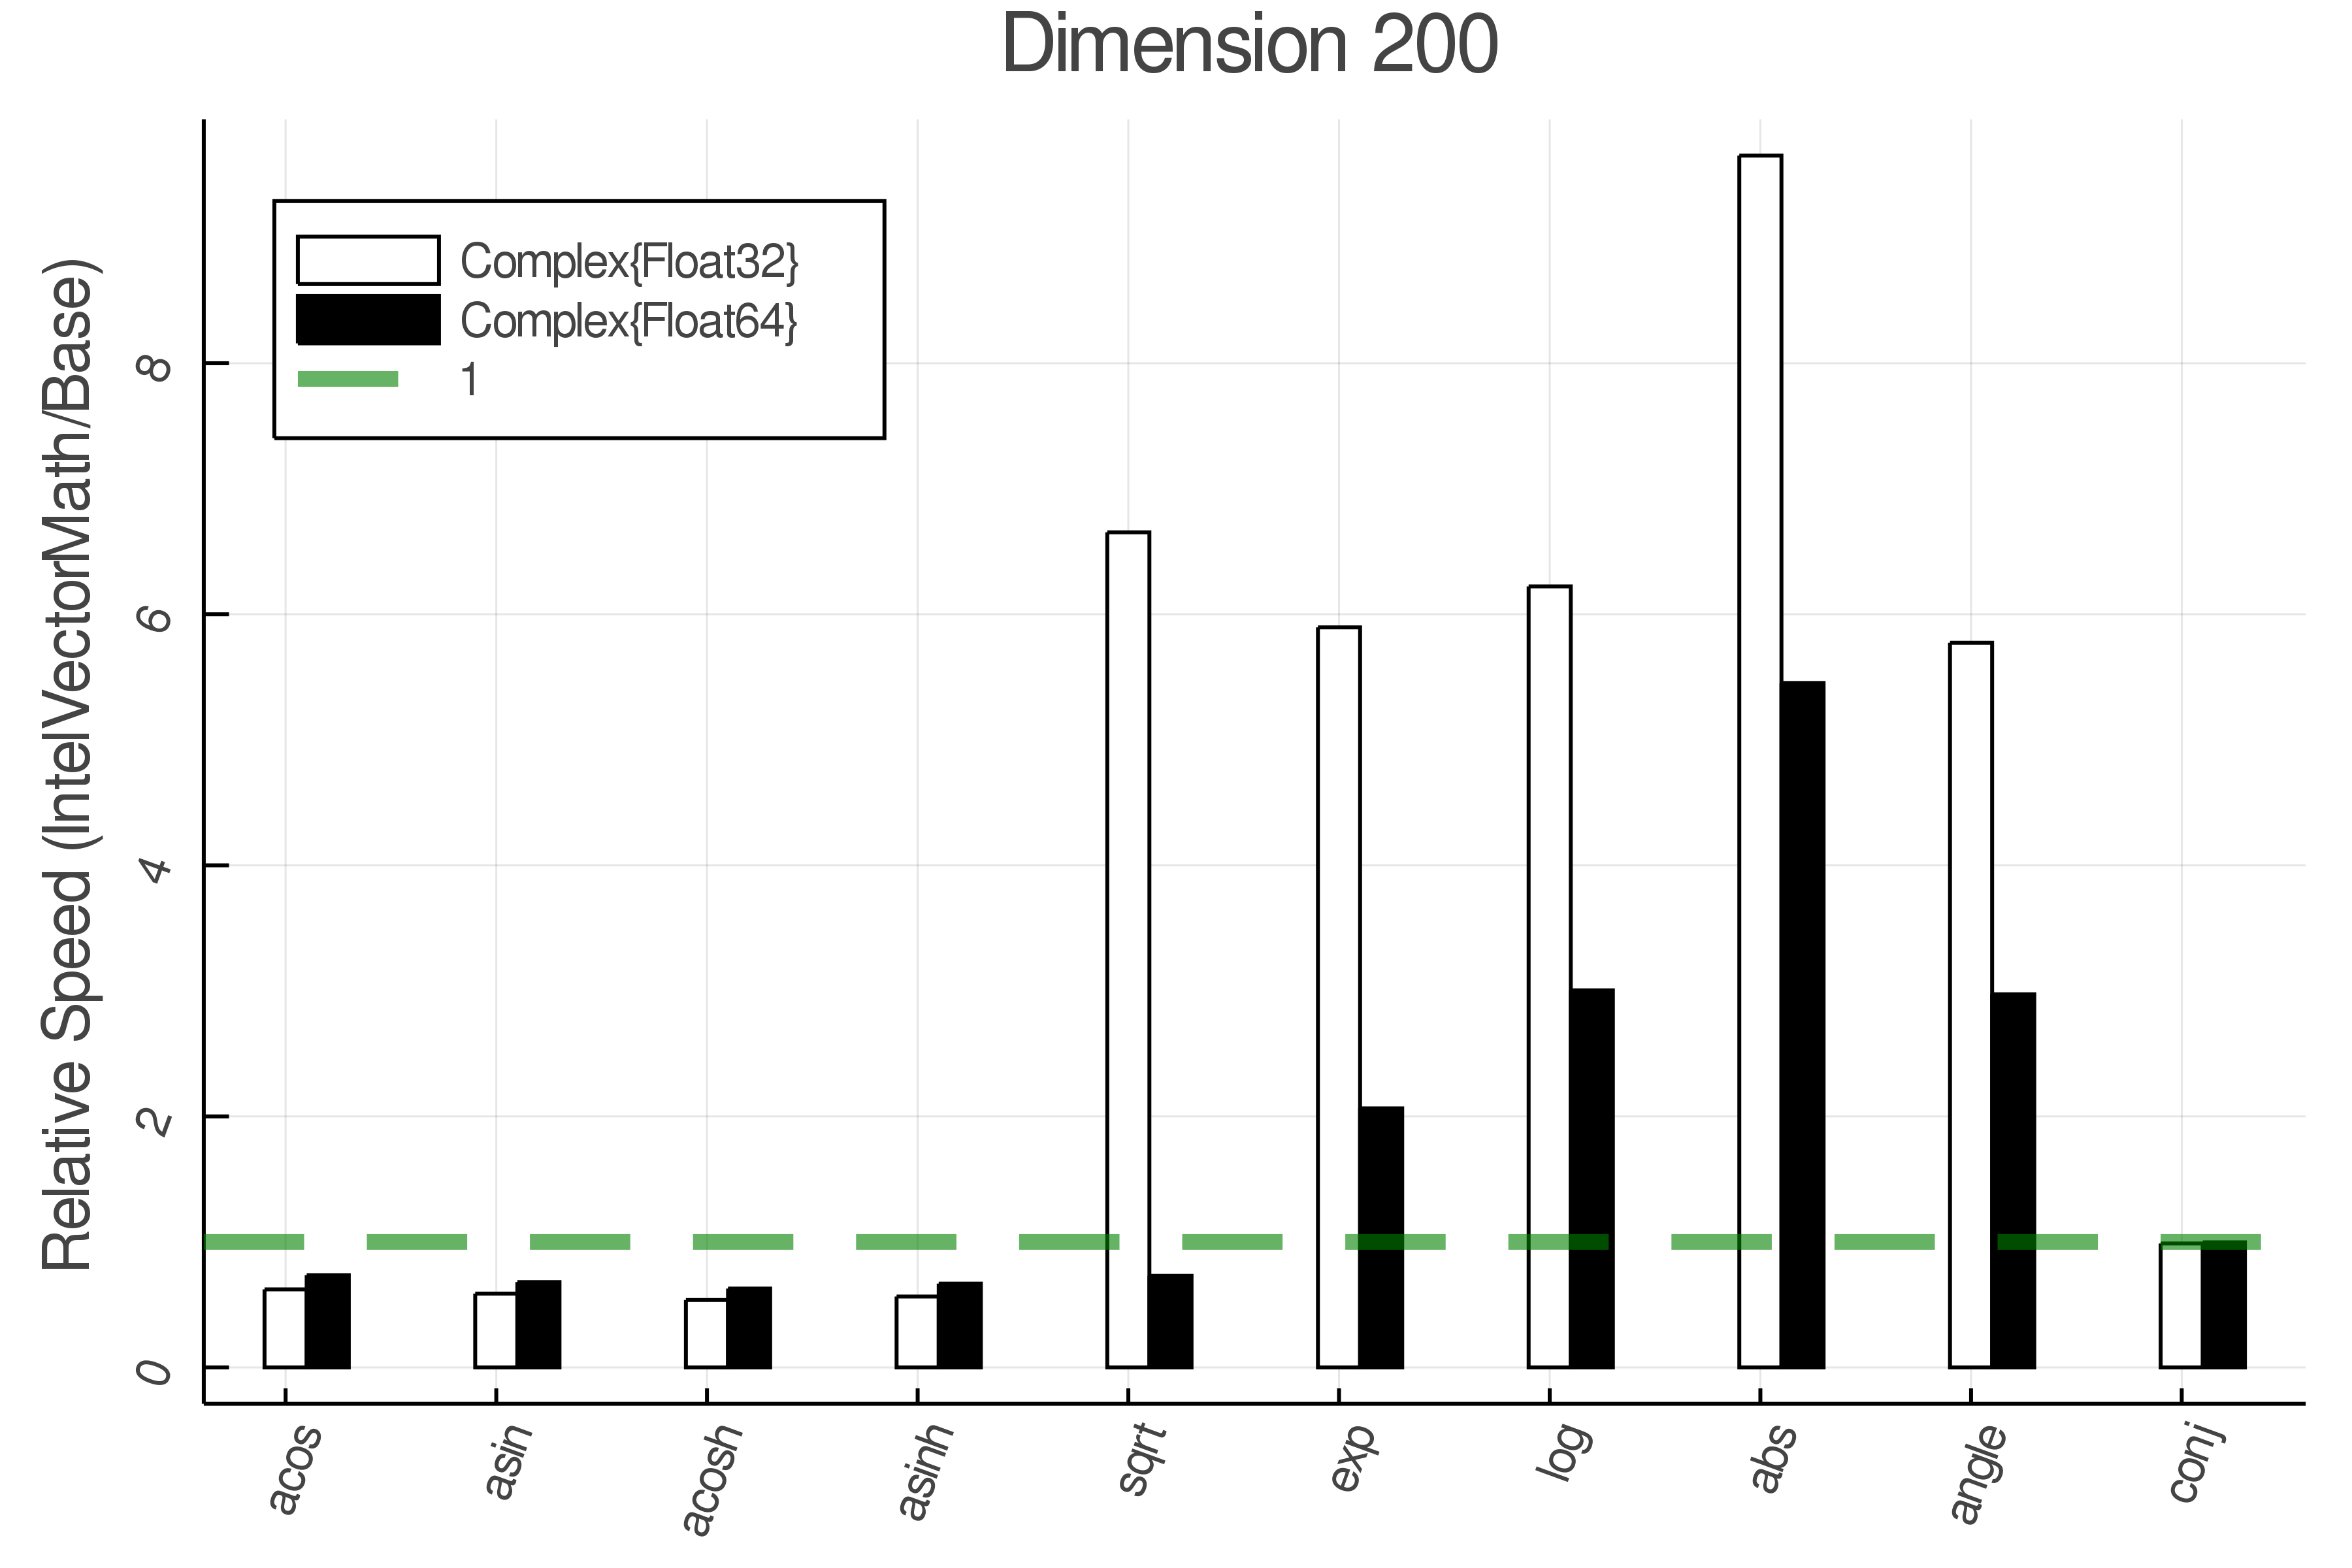 Dimension 200
Relative Speed (IntelVectorMath/Base)
Complex{Float32}
Complex{Float64}
1
8
6
4
2
0
acos
asin
acosh
asinh
sqrt
exp
log
abs
angle
conj